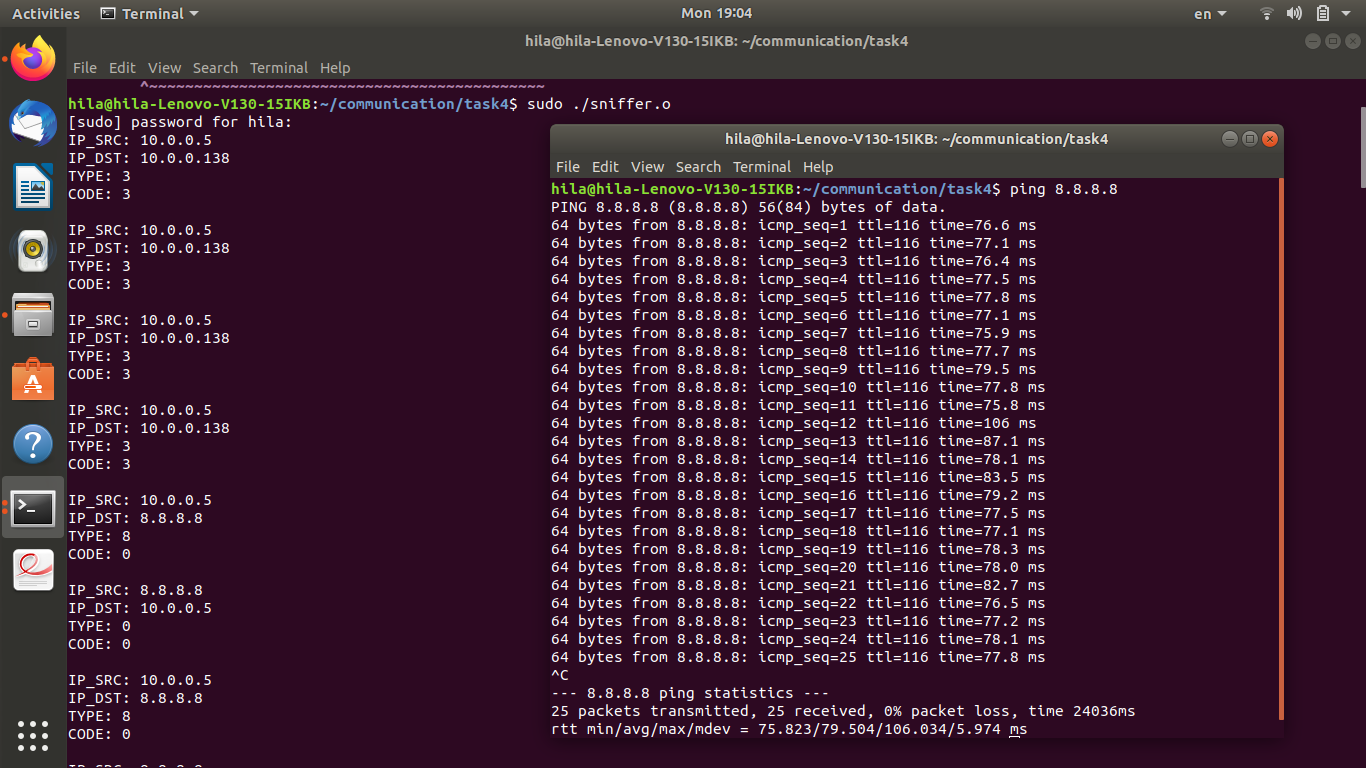 Activities Terminal Mon 19:04 en
hila@hila-Lenovo-V130-15IKB: ~/communication/task4
File Edit View Search Terminal Help
^~~~~~~~~~~~~~~~~~~~~~~~~~~~~~~~~~~~~~~~~~~~~
hila@hila-Lenovo-V130-15IKB:~/communication/task4$ sudo ./sniffer.o
[sudo] password for hila:
IP_SRC: 10.0.0.5
IP_DST: 10.0.0.138
TYPE: 3
CODE: 3
IP_SRC: 10.0.0.5
IP_DST: 10.0.0.138
TYPE: 3
CODE: 3
IP_SRC: 10.0.0.5
IP_DST: 10.0.0.138
TYPE: 3
CODE: 3
IP_SRC: 10.0.0.5
IP_DST: 10.0.0.138
TYPE: 3
CODE: 3
IP_SRC: 10.0.0.5
IP_DST: 8.8.8.8
TYPE: 8
CODE: 0
IP_SRC: 8.8.8.8
IP_DST: 10.0.0.5
TYPE: 0
CODE: 0
IP_SRC: 10.0.0.5
IP_DST: 8.8.8.8
TYPE: 8
CODE: 0
hila@hila-Lenovo-V130-15IKB: ~/communication/task4
File Edit View Search Terminal Help
hila@hila-Lenovo-V130-15IKB:~/communication/task4$ ping 8.8.8.8
PING 8.8.8.8 (8.8.8.8) 56(84) bytes of data.
64 bytes from 8.8.8.8: icmp_seq=1 ttl=116 time=76.6 ms
64 bytes from 8.8.8.8: icmp_seq=2 ttl=116 time=77.1 ms
64 bytes from 8.8.8.8: icmp_seq=3 ttl=116 time=76.4 ms
64 bytes from 8.8.8.8: icmp_seq=4 ttl=116 time=77.5 ms
64 bytes from 8.8.8.8: icmp_seq=5 ttl=116 time=77.8 ms
64 bytes from 8.8.8.8: icmp_seq=6 ttl=116 time=77.1 ms
64 bytes from 8.8.8.8: icmp_seq=7 ttl=116 time=75.9 ms
64 bytes from 8.8.8.8: icmp_seq=8 ttl=116 time=77.7 ms
64 bytes from 8.8.8.8: icmp_seq=9 ttl=116 time=79.5 ms
64 bytes from 8.8.8.8: icmp_seq=10 ttl=116 time=77.8 ms
64 bytes from 8.8.8.8: icmp_seq=11 ttl=116 time=75.8 ms
64 bytes from 8.8.8.8: icmp_seq=12 ttl=116 time=106 ms
64 bytes from 8.8.8.8: icmp_seq=13 ttl=116 time=87.1 ms
64 bytes from 8.8.8.8: icmp_seq=14 ttl=116 time=78.1 ms
64 bytes from 8.8.8.8: icmp_seq=15 ttl=116 time=83.5 ms
64 bytes from 8.8.8.8: icmp_seq=16 ttl=116 time=79.2 ms
64 bytes from 8.8.8.8: icmp_seq=17 ttl=116 time=77.5 ms
64 bytes from 8.8.8.8: icmp_seq=18 ttl=116 time=77.1 ms
64 bytes from 8.8.8.8: icmp_seq=19 ttl=116 time=78.3 ms
64 bytes from 8.8.8.8: icmp_seq=20 ttl=116 time=78.0 ms
64 bytes from 8.8.8.8: icmp_seq=21 ttl=116 time=82.7 ms
64 bytes from 8.8.8.8: icmp_seq=22 ttl=116 time=76.5 ms
64 bytes from 8.8.8.8: icmp_seq=23 ttl=116 time=77.2 ms
64 bytes from 8.8.8.8: icmp_seq=24 ttl=116 time=78.1 ms
64 bytes from 8.8.8.8: icmp_seq=25 ttl=116 time=77.8 ms
^C
--- 8.8.8.8 ping statistics ---
25 packets transmitted, 25 received, 0% packet loss, time 24036ms
rtt min/avg/max/mdev = 75.823/79.504/106.034/5.974 ms